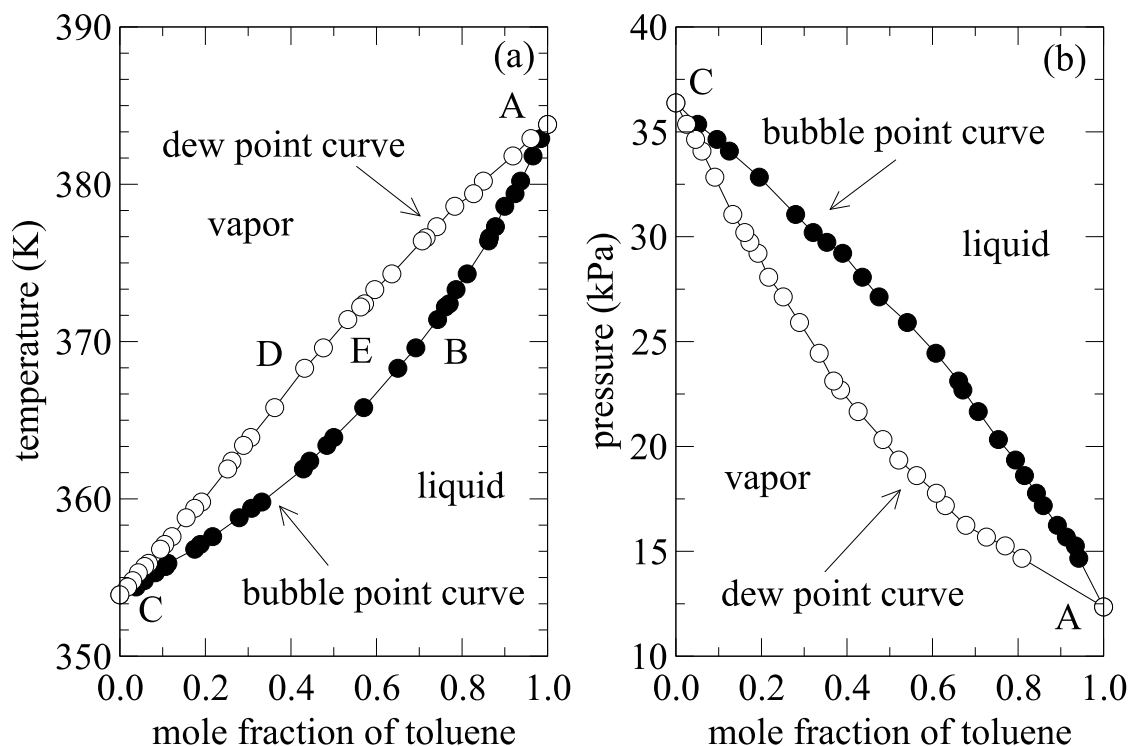 390
380
370
360
350
temperature (K)
(a)
A
dew point curve
vapor
D
E
B
liquid
bubble point curve
C
0.0 0.2 0.4 0.6 0.8 1.0
mole fraction of toluene
40
35
30
25
20
15
10
pressure (kPa)
(b)
C
bubble point curve
liquid
vapor
dew point curve
A
0.0 0.2 0.4 0.6 0.8 1.0
mole fraction of toluene